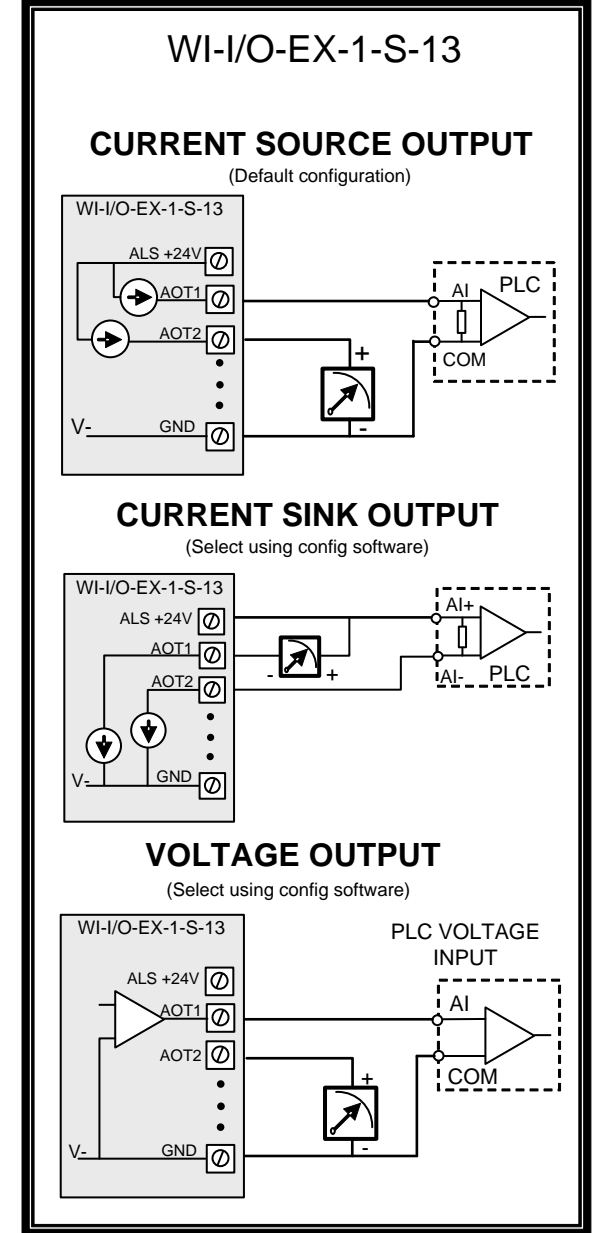 WI-I/O-EX-1-S-13
CURRENT SOURCE OUTPUT
(Default configuration)
WI-I/O-EX-1-S-13
ALS +24V
AOT1
AOT2
V-
GND
+
-
AI
PLC
COM
CURRENT SINK OUTPUT
(Select using config software)
WI-I/O-EX-1-S-13
ALS +24V
AOT1
AOT2
V-
GND
-
+
AI+
AI-
PLC
VOLTAGE OUTPUT
(Select using config software)
WI-I/O-EX-1-S-13
ALS +24V
AOT1
AOT2
V-
GND
+
-
PLC VOLTAGE
INPUT
AI
COM